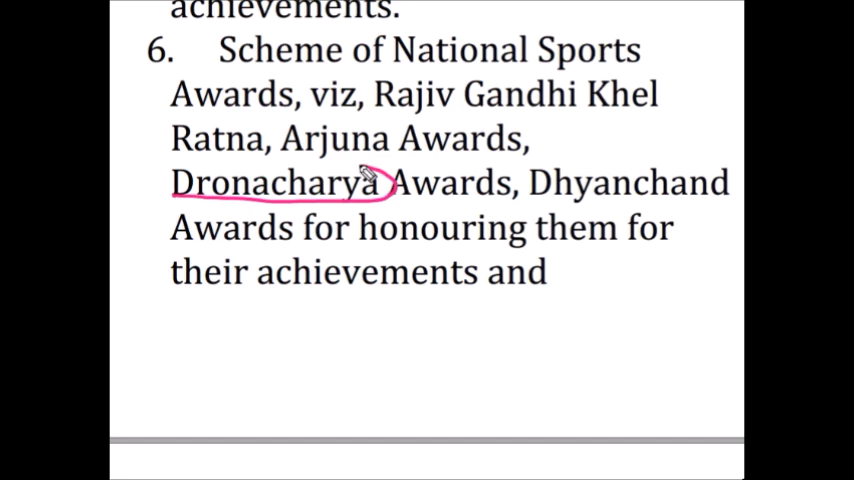 achievements.
6. Scheme of National Sports
Awards, viz, Rajiv Gandhi Khel
Ratna, Arjuna Awards,
Dronacharya Awards, Dhyanchand
Awards for honouring them for
their achievements and